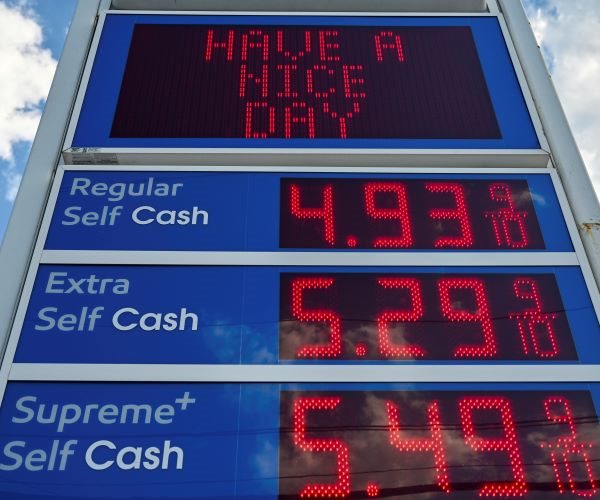 HAVE A
NICE
DAY
Regular
Self Cash
4.93 9/10
Extra
Self Cash
5.29 9/10
Supreme+
Self Cash
5.49 9/10